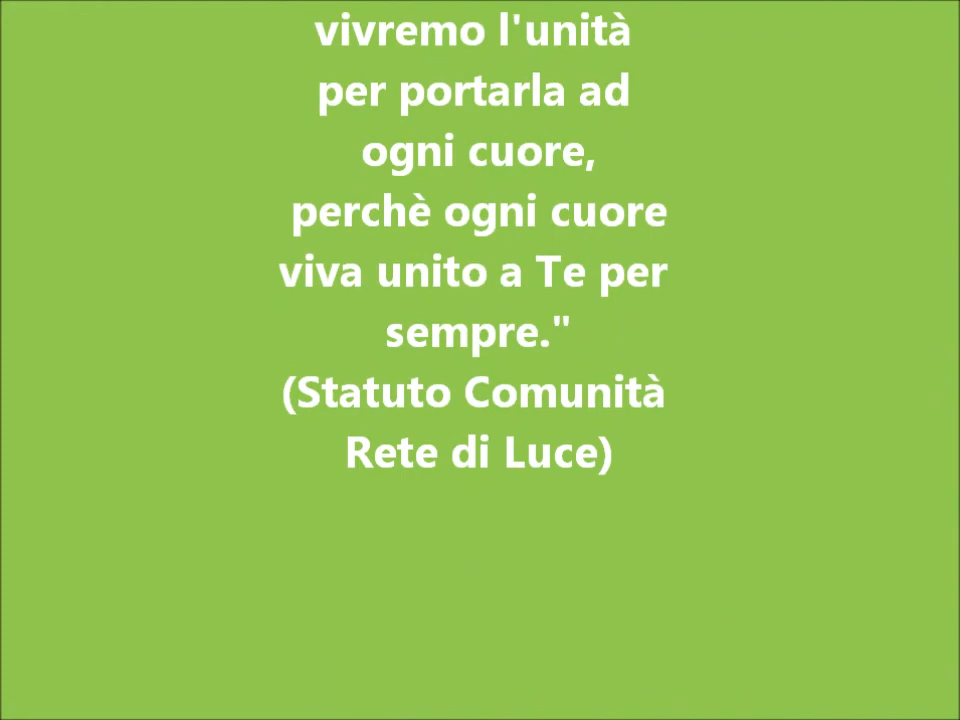 vivremo l'unità
per portarla ad
ogni cuore,
perchè ogni cuore
viva unito a Te per
sempre."
(Statuto Comunità
Rete di Luce)